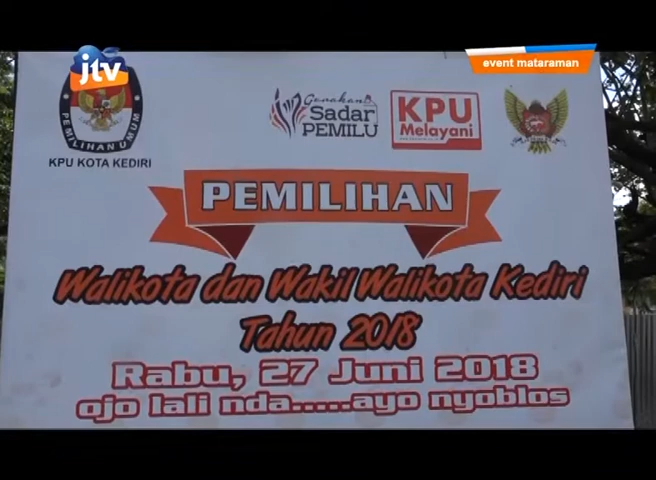 jtv
event mataraman
PEMILIHAN UMUM
KPU KOTA KEDIRI
Gerakan
Sadar
PEMILU
KPU
Melayani
PEMILIHAN
Walikota dan Wakil Walikota Kediri
Tahun 2018
Rabu, 27 Juni 2018
ojo lali nda.....ayo nyoblos